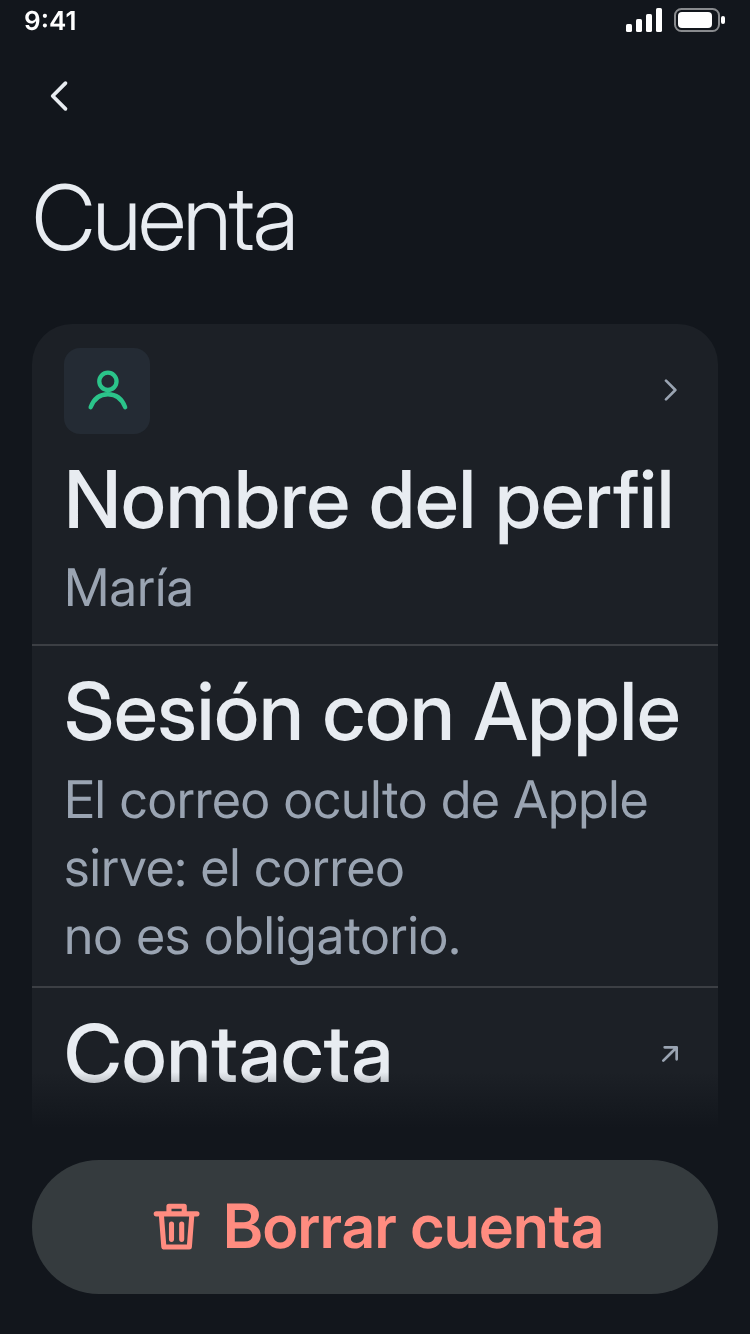 9:41
Cuenta
Nombre del perfil
María
Sesión con Apple
El correo oculto de Apple
sirve: el correo
no es obligatorio.
Contacta
Borrar cuenta